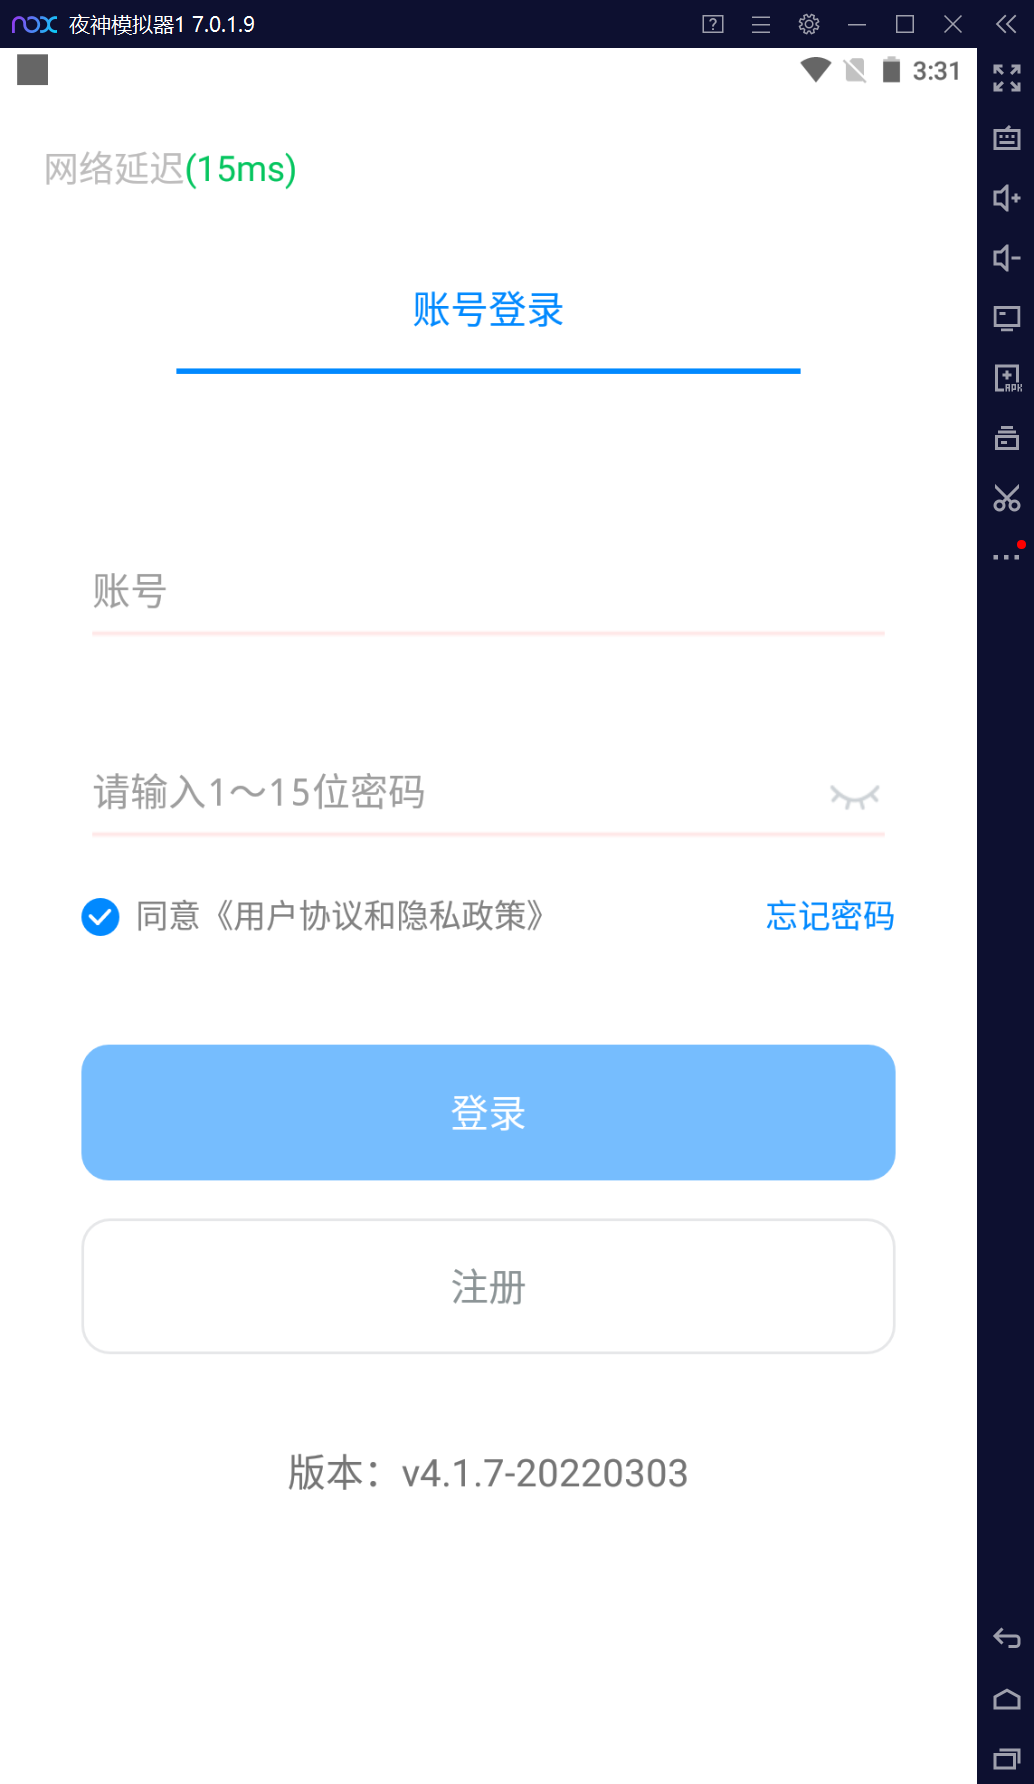 nox 夜神模拟器1 7.0.1.9
3:31
网络延迟(15ms)
账号登录
账号
请输入1～15位密码
同意《用户协议和隐私政策》 忘记密码
登录
注册
版本：v4.1.7-20220303
APK